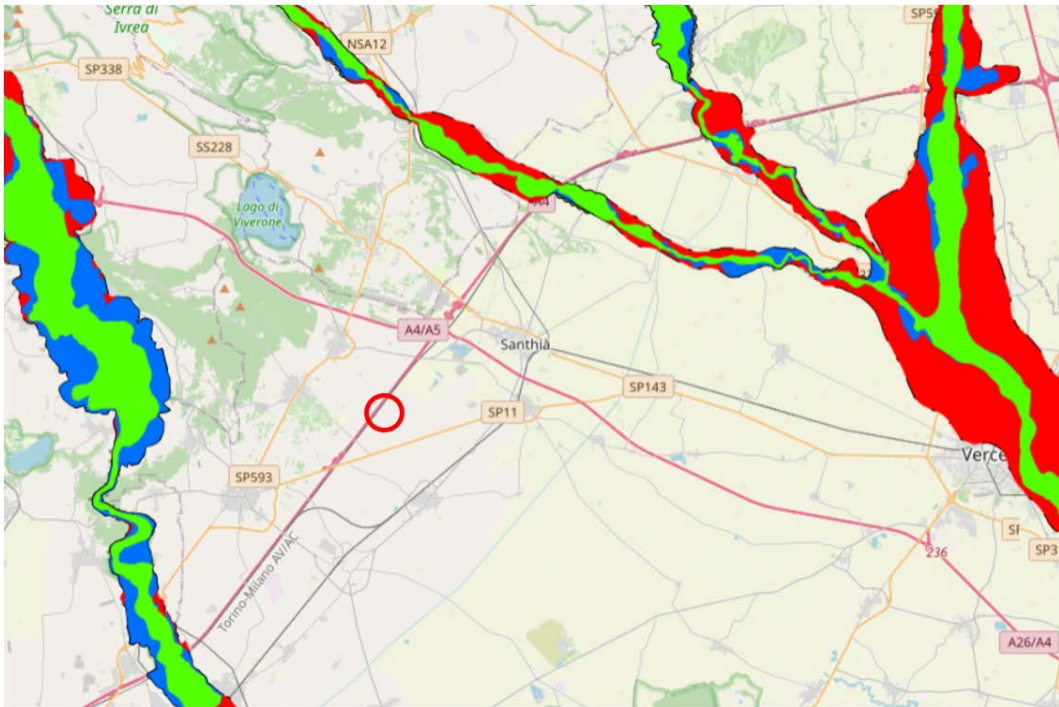 Serra di
Ivrea
NSA12
SP338
SS228
Lago di
Viverone
A4
A4/A5
Santhià
SP143
SP11
SP593
Torino-Milano AV/AC
236
A26/A4